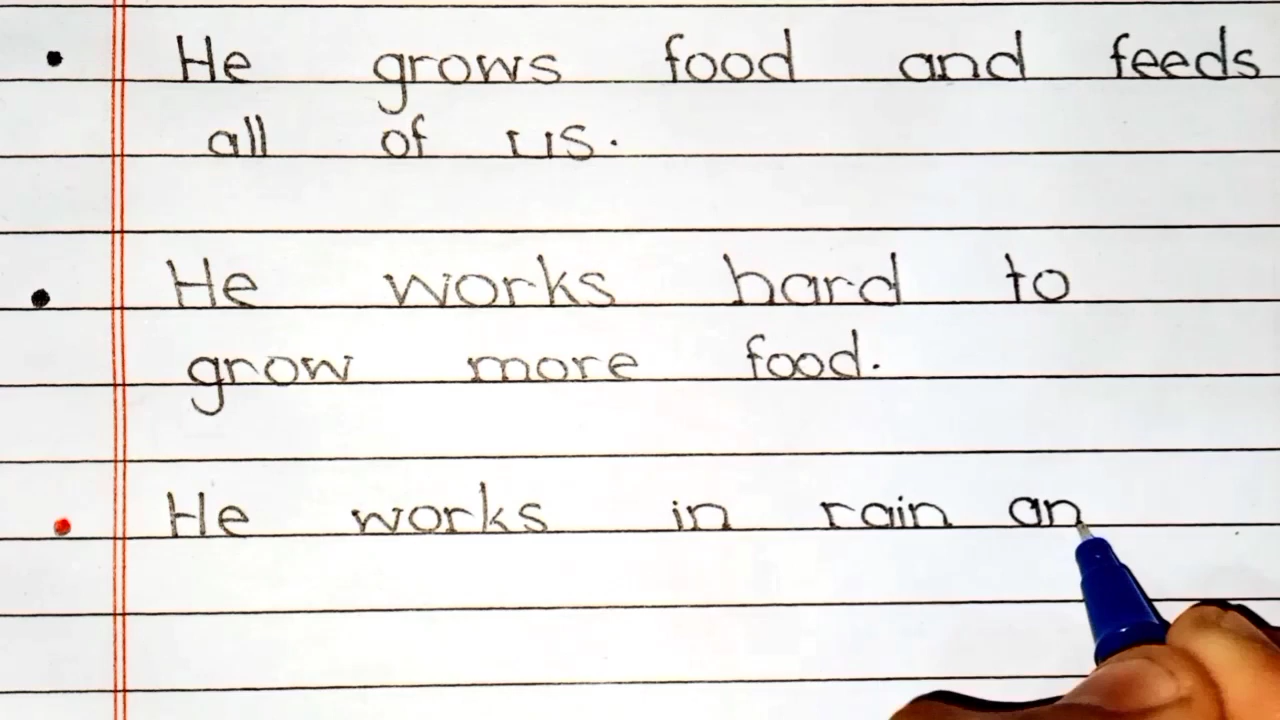 • He grows food and feeds
all of us.
• He works hard to
grow more food.
• He works in rain an